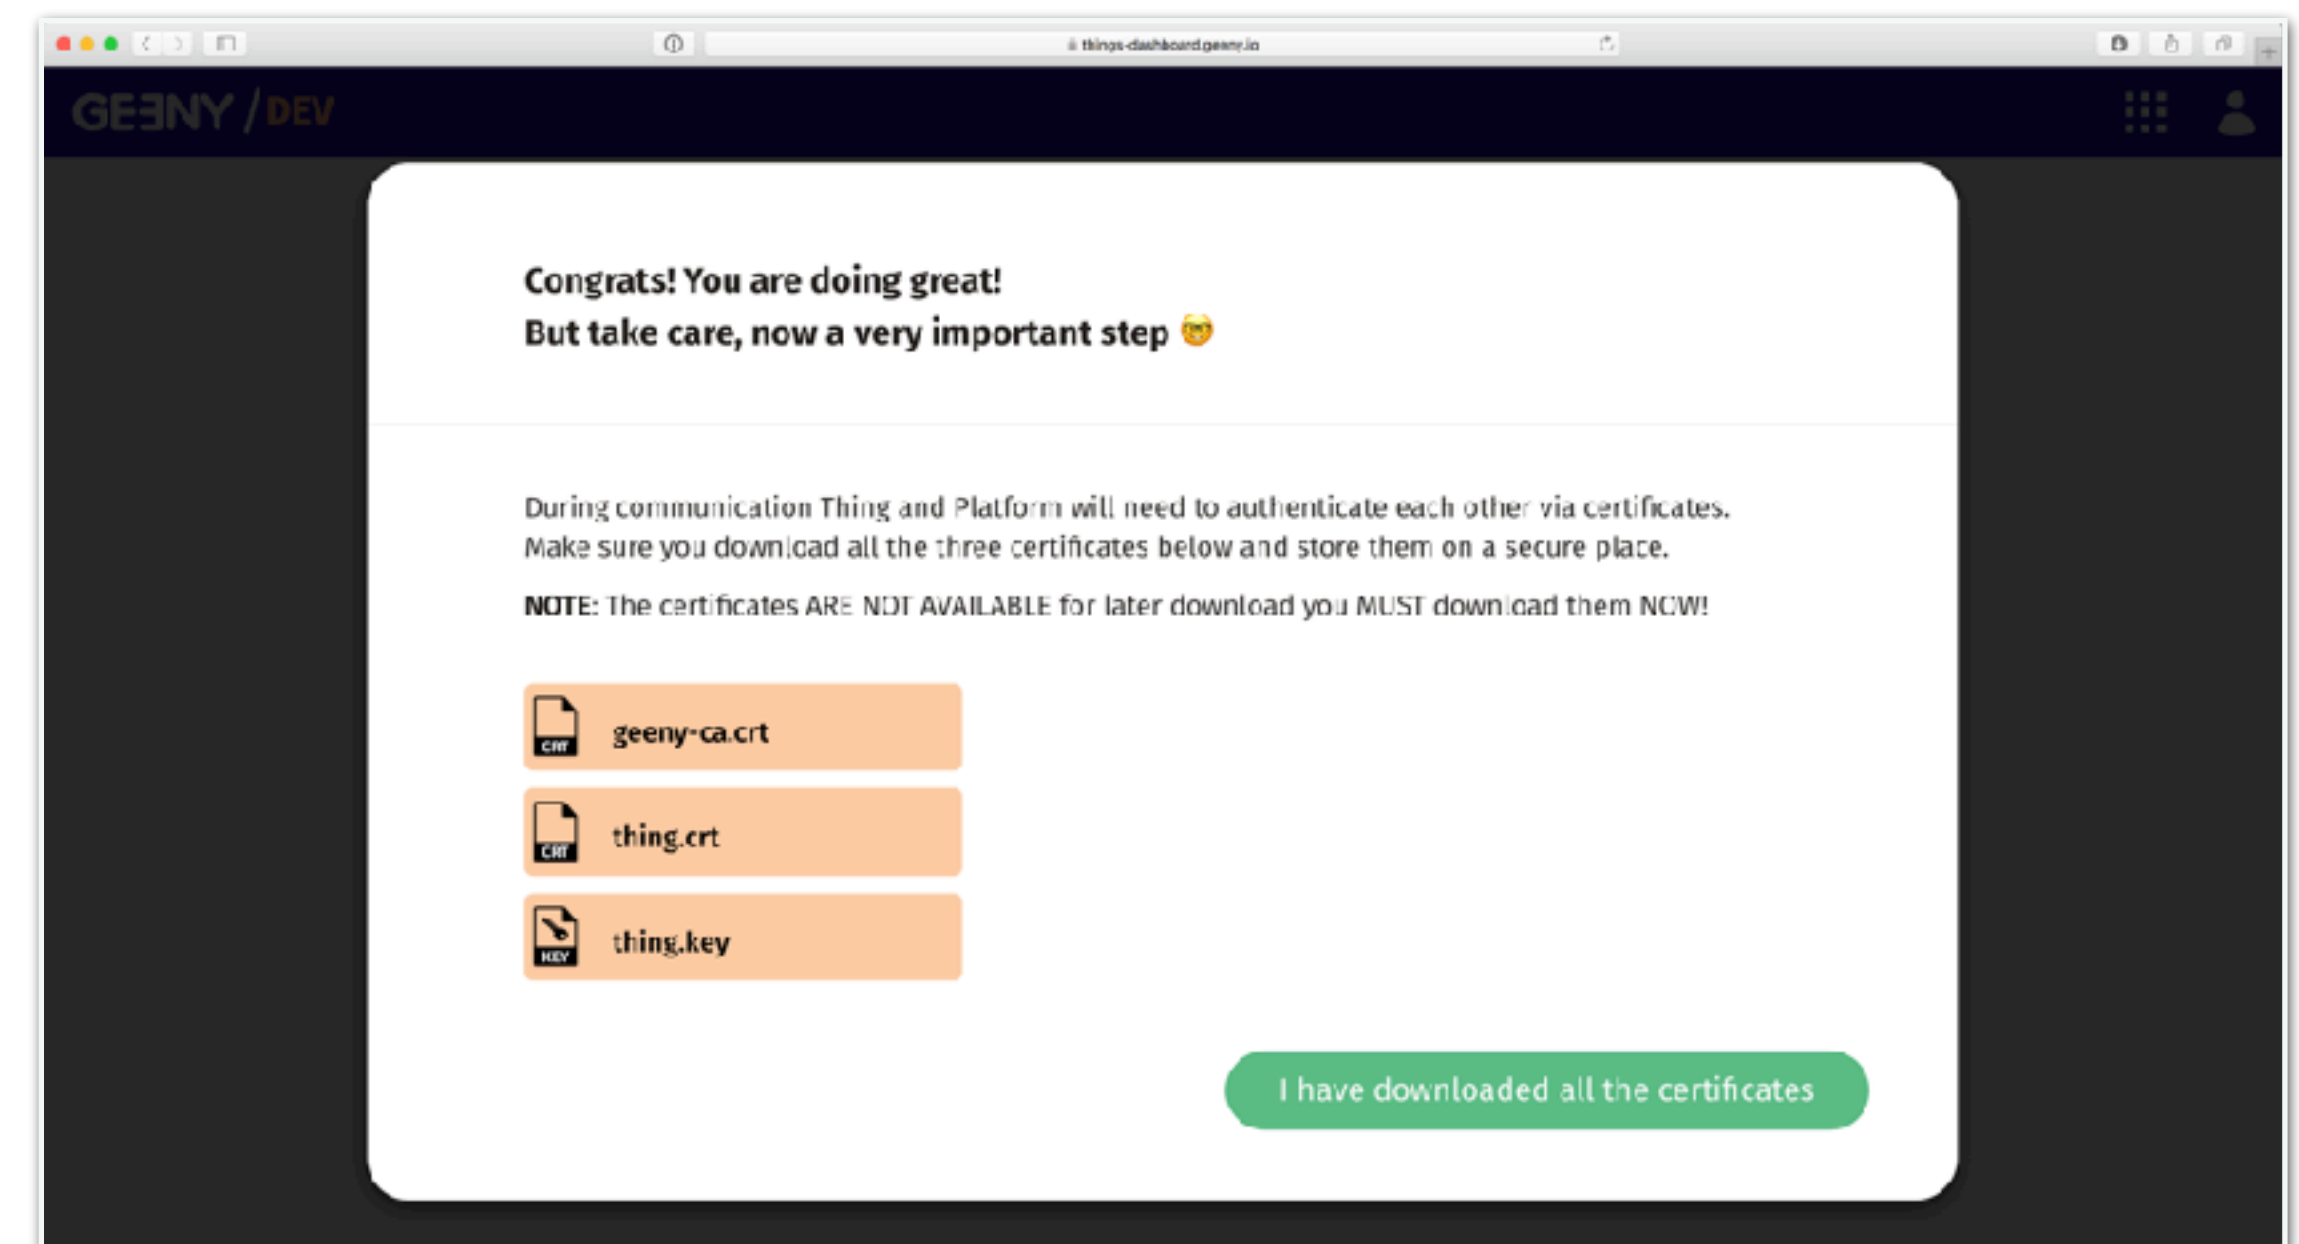 things-dashboard.geeny.io
GEENY / DEV
Congrats! You are doing great!
But take care, now a very important step 🤓
During communication Thing and Platform will need to authenticate each other via certificates.
Make sure you download all the three certificates below and store them on a secure place.
NOTE: The certificates ARE NOT AVAILABLE for later download you MUST download them NOW!
CRT
geeny-ca.crt
CRT
thing.crt
KEY
thing.key
I have downloaded all the certificates